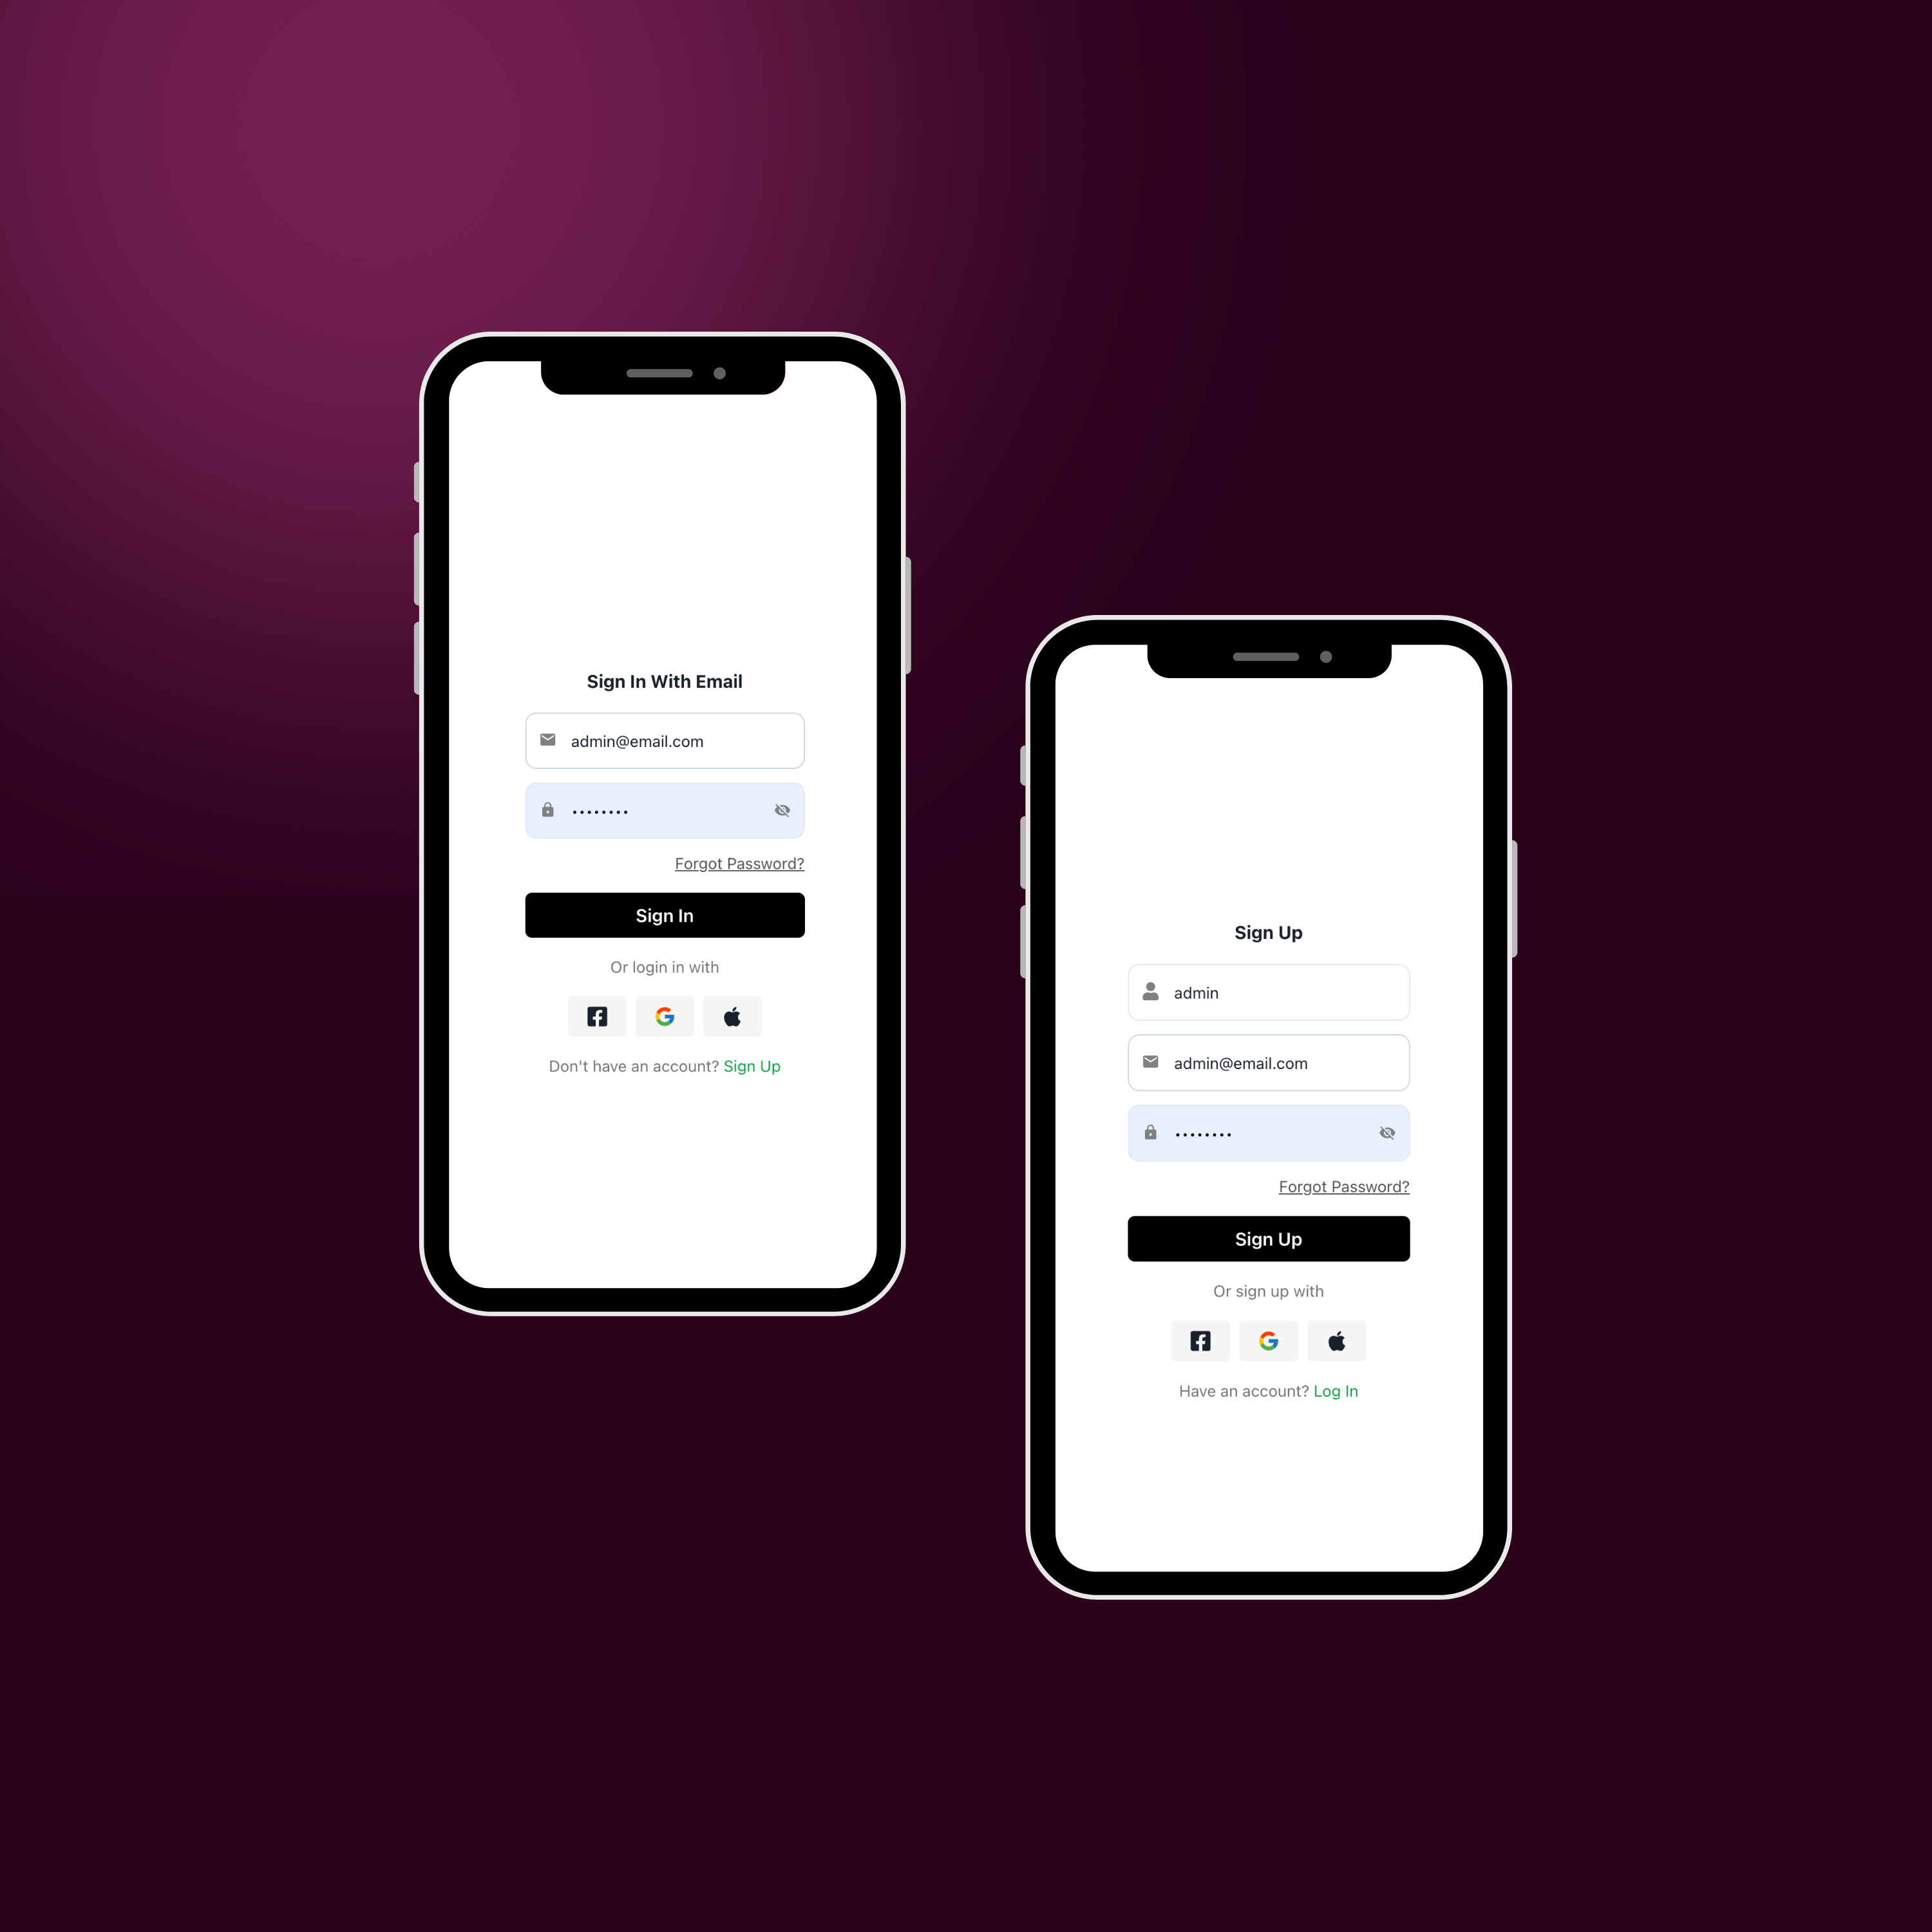 Sign In With Email
admin@email.com
••••••••
Forgot Password?
Sign In
Or login in with
Don't have an account? Sign Up
Sign Up
admin
admin@email.com
••••••••
Forgot Password?
Sign Up
Or sign up with
Have an account? Log In